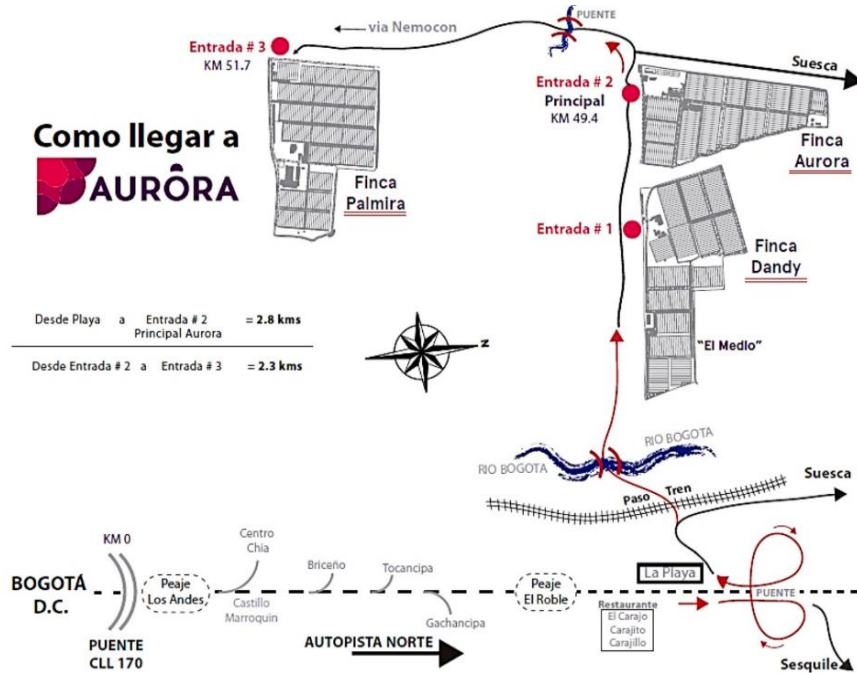 PUENTE
via Nemocon
Entrada # 3
KM 51.7
Suesca
Entrada # 2
Principal
KM 49.4
Como llegar a
AURÔRA
Finca
Aurora
Finca
Palmira
Entrada # 1
Finca
Dandy
Desde Playa a Entrada # 2 = 2.8 kms
Principal Aurora
Desde Entrada # 2 a Entrada # 3 = 2.3 kms
N
"El Medio"
RIO BOGOTA
RIO BOGOTA
Paso Tren
Suesca
KM 0
Centro
Chia
Briceño
Tocancipa
La Playa
BOGOTÁ
D.C.
Peaje
Los Andes
Castillo
Marroquin
Gachancipa
Peaje
El Roble
PUENTE
Restaurante
El Carajo
Carajito
Carajillo
PUENTE
CLL 170
AUTOPISTA NORTE
Sesquile